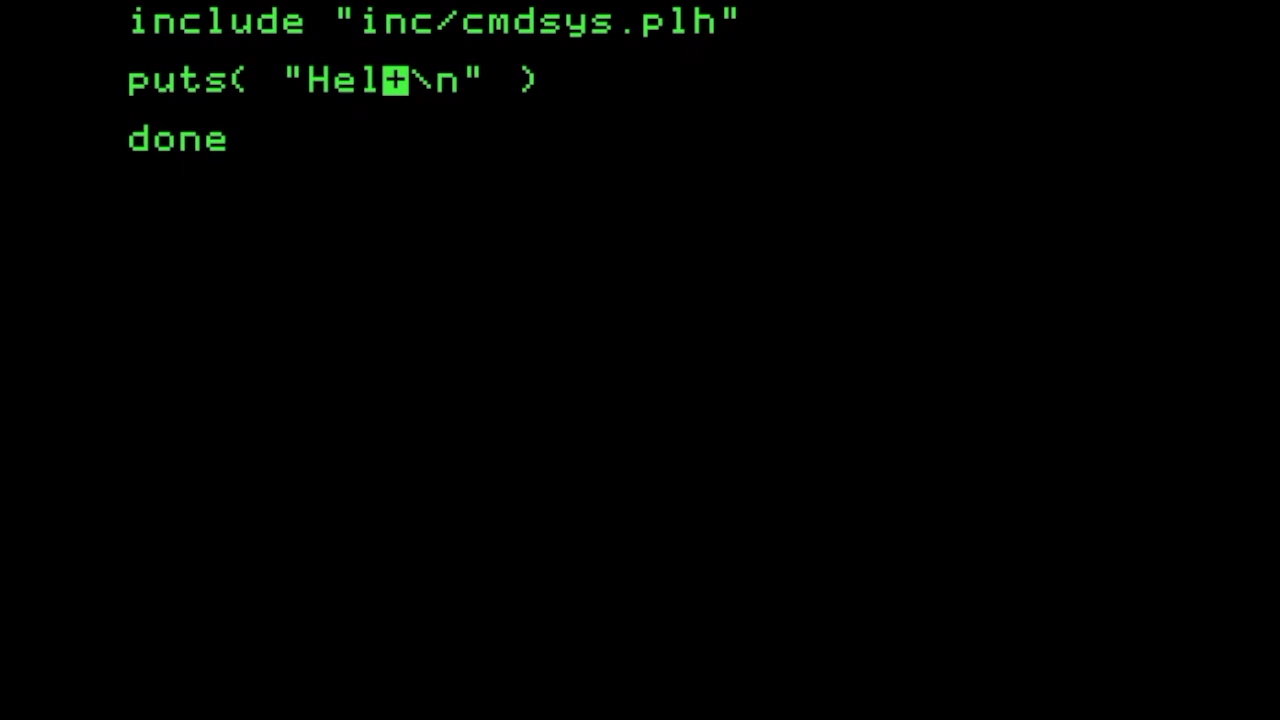 include "inc/cmdsys.plh"
puts( "Hel+\n" )
done